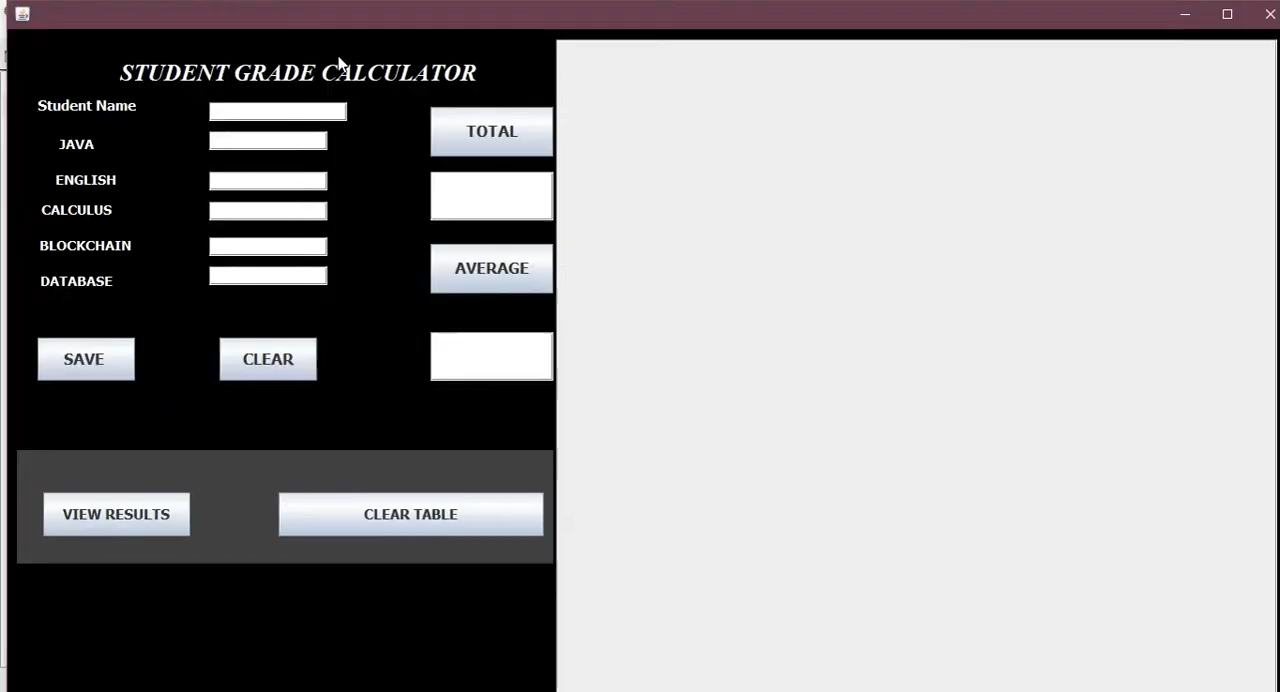 STUDENT GRADE CALCULATOR
Student Name
TOTAL
JAVA
ENGLISH
CALCULUS
BLOCKCHAIN
AVERAGE
DATABASE
SAVE
CLEAR
VIEW RESULTS
CLEAR TABLE